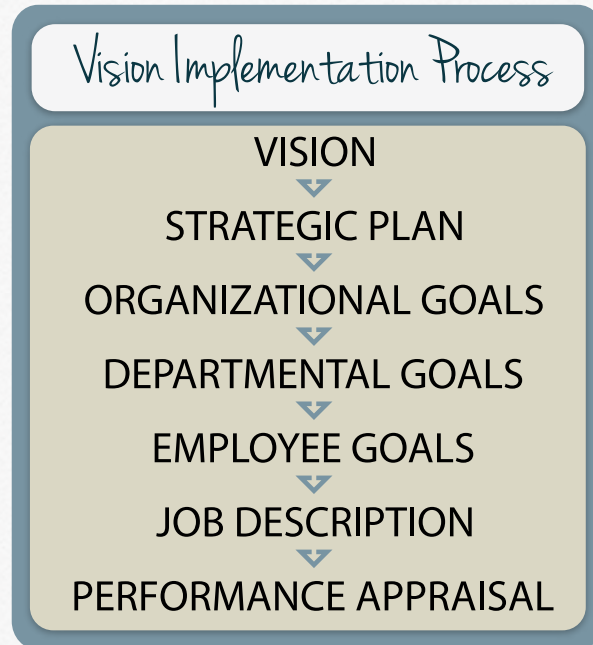 Vision Implementation Process
VISION
STRATEGIC PLAN
ORGANIZATIONAL GOALS
DEPARTMENTAL GOALS
EMPLOYEE GOALS
JOB DESCRIPTION
PERFORMANCE APPRAISAL